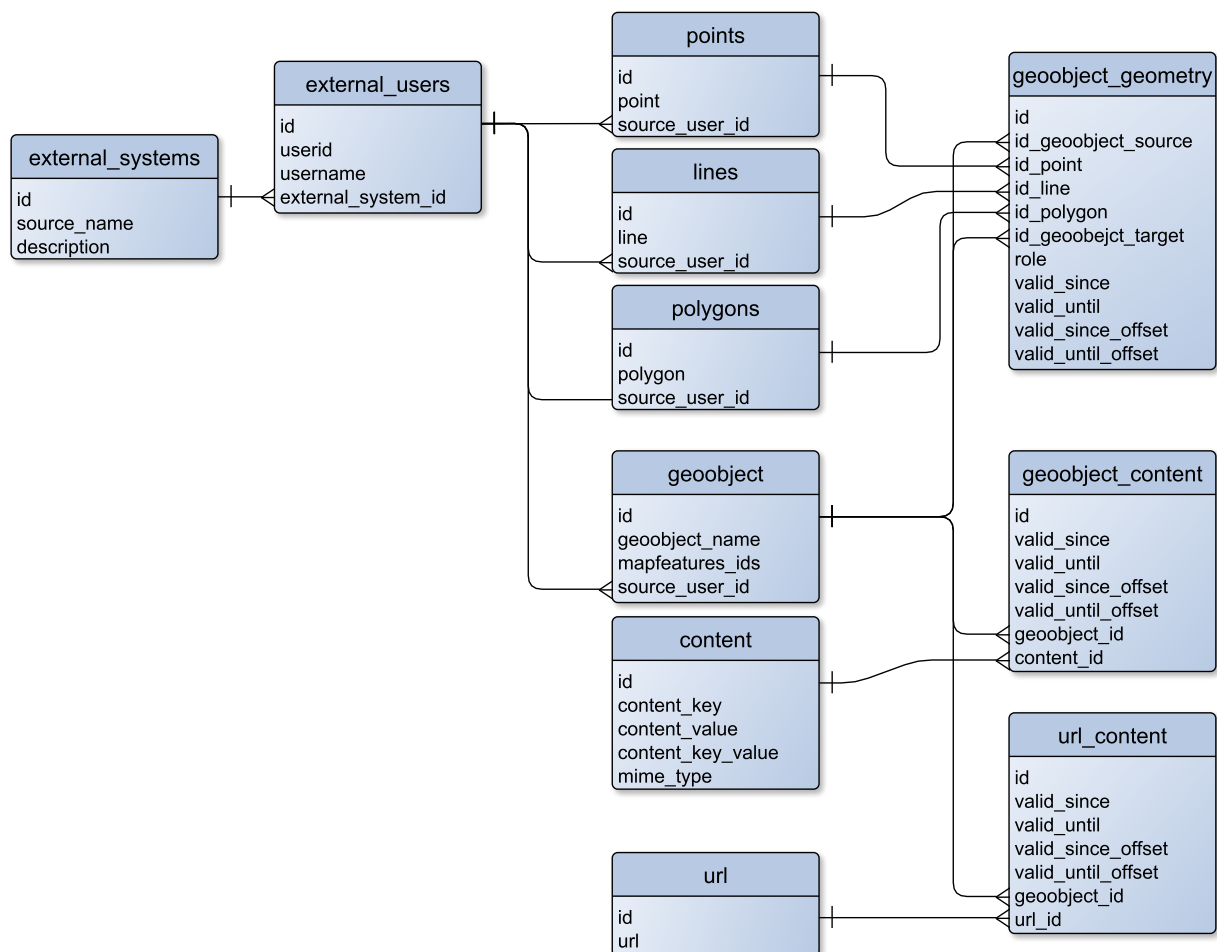 external_systems
id
source_name
description
external_users
id
userid
username
external_system_id
points
id
point
source_user_id
lines
id
line
source_user_id
polygons
id
polygon
source_user_id
geoobject
id
geoobject_name
mapfeatures_ids
source_user_id
content
id
content_key
content_value
content_key_value
mime_type
url
id
url
geoobject_geometry
id
id_geoobject_source
id_point
id_line
id_polygon
id_geoobejct_target
role
valid_since
valid_until
valid_since_offset
valid_until_offset
geoobject_content
id
valid_since
valid_until
valid_since_offset
valid_until_offset
geoobject_id
content_id
url_content
id
valid_since
valid_until
valid_since_offset
valid_until_offset
geoobject_id
url_id